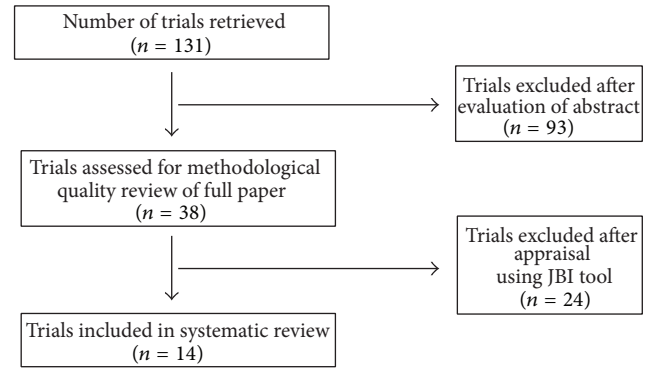 Number of trials retrieved
(n = 131)
Trials excluded after
evaluation of abstract
(n = 93)
Trials assessed for methodological
quality review of full paper
(n = 38)
Trials excluded after
appraisal
using JBI tool
(n = 24)
Trials included in systematic review
(n = 14)